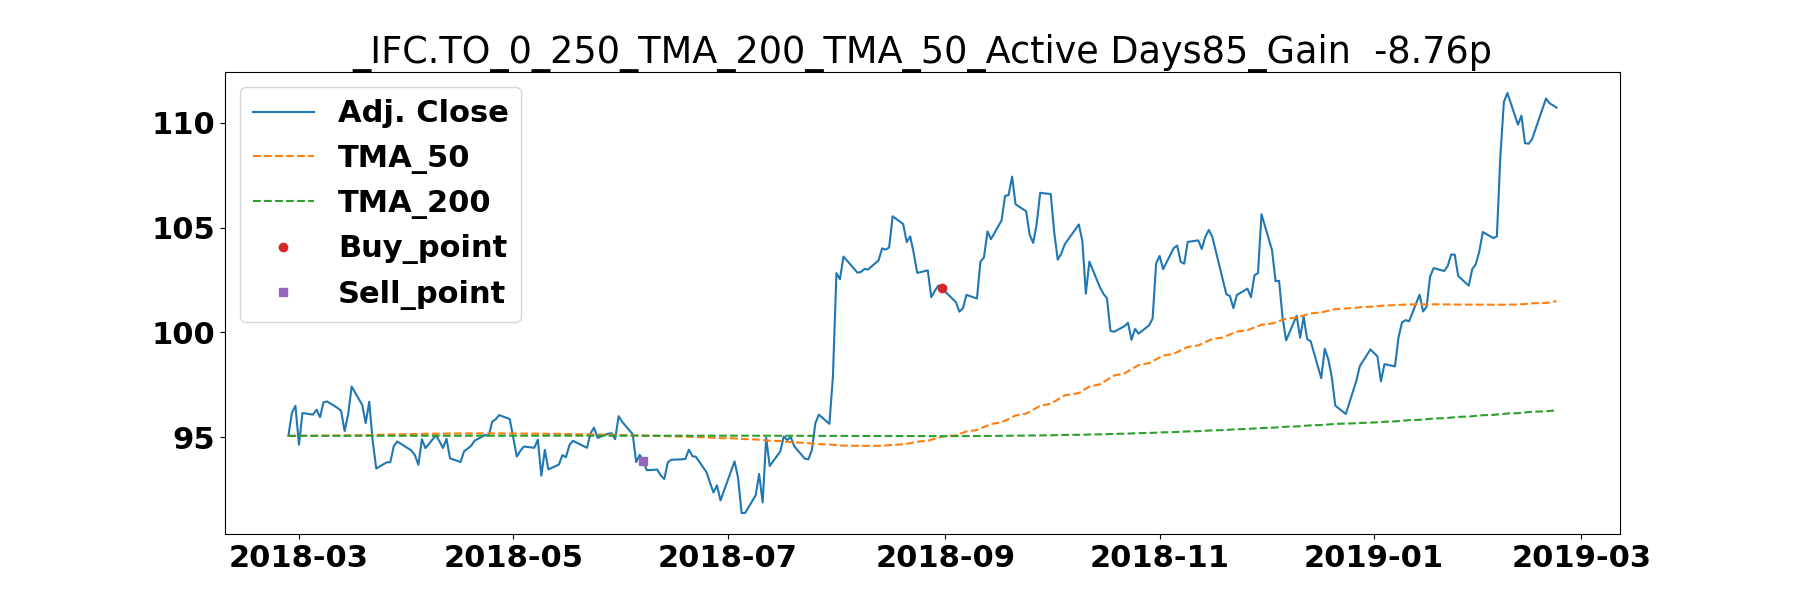 _IFC.TO_0_250_TMA_200_TMA_50_Active Days85_Gain  -8.76p
Adj. Close
TMA_50
TMA_200
Buy_point
Sell_point
110
105
100
95
2018-03 2018-05 2018-07 2018-09 2018-11 2019-01 2019-03